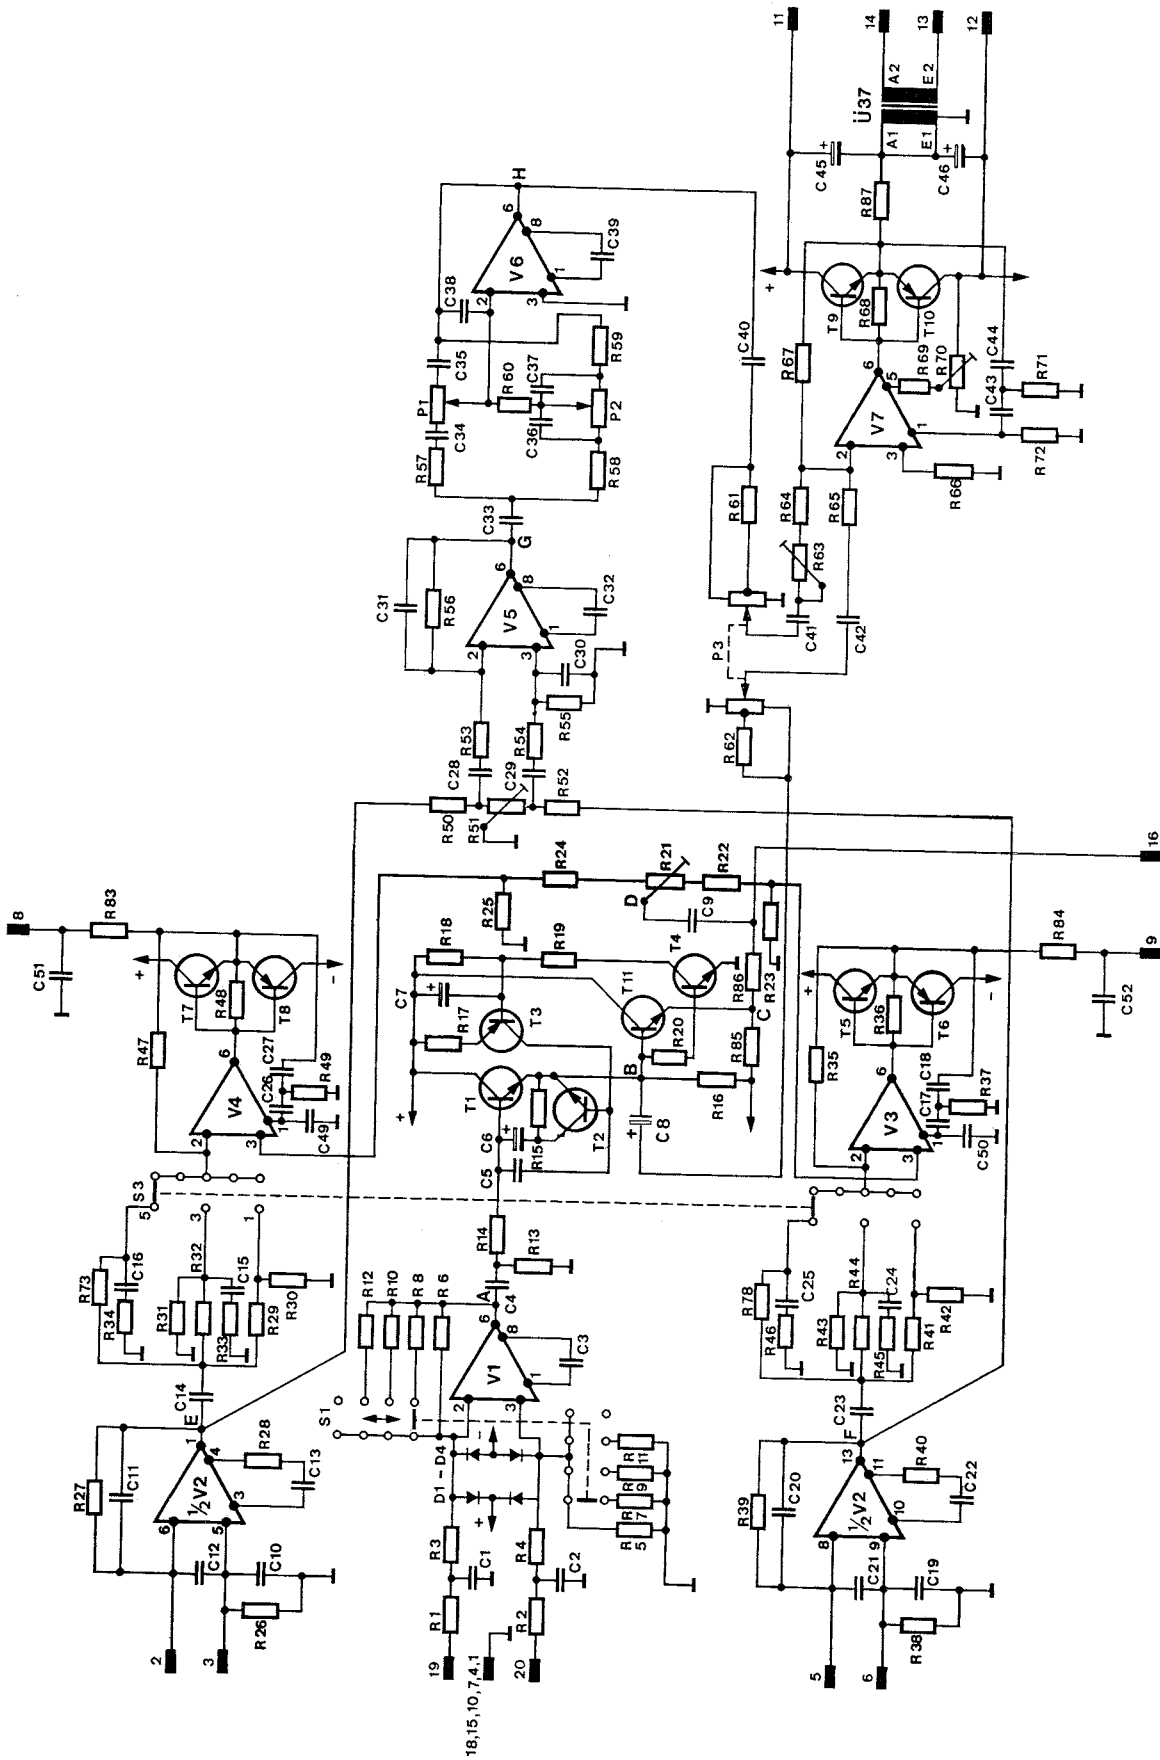 11
14
13
12
A2
E2
Ü37
A1
E1
C45
+
C46
+
R87
H
6
8
V6
C39
1
C38
2
3
C35
P1
R60
C37
R59
C34
C36
P2
R57
R58
C33
G
C40
R67
+
T9
R68
T10
6
5
R69
R70
C44
V7
C43
R71
1
2
3
R72
R66
R61
R64
R65
R63
C41
C42
P3
R62
C31
R56
6
8
V5
C32
1
2
3
C30
R55
R53
R54
C28
C29
R50
R51
R52
8
R83
C51
+
T7
R48
T8
-
R47
6
C27
V4
C26
R49
1
C49
2
3
R24
R21
R22
R25
D
C9
R18
R19
T4
C7
+
R17
T3
T11
R86
R23
C
+
T1
B
R20
R85
R16
C6
+
R15
T2
+
C8
C5
16
R84
9
C52
+
T5
R36
T6
-
R35
6
C18
V3
C17
R37
1
C50
2
3
S3
5
3
1
R73
C16
R34
R32
R31
C15
R33
R29
R30
R14
R13
R12
R10
R8
R6
A
C4
6
8
V1
C3
1
2
3
S1
D1-D4
-
+
R3
R4
C1
C2
R1
R2
R
11
R
9
R
7
R
5
19
18,15,10,7,4,1
20
C14
E
1
4
R28
C13
3
½V2
R27
C11
6
5
C12
C10
R26
2
3
R78
C25
R46
R44
R43
C24
R45
R41
R42
C23
F
13
11
R40
C22
10
½V2
R39
C20
8
9
C21
C19
R38
5
6